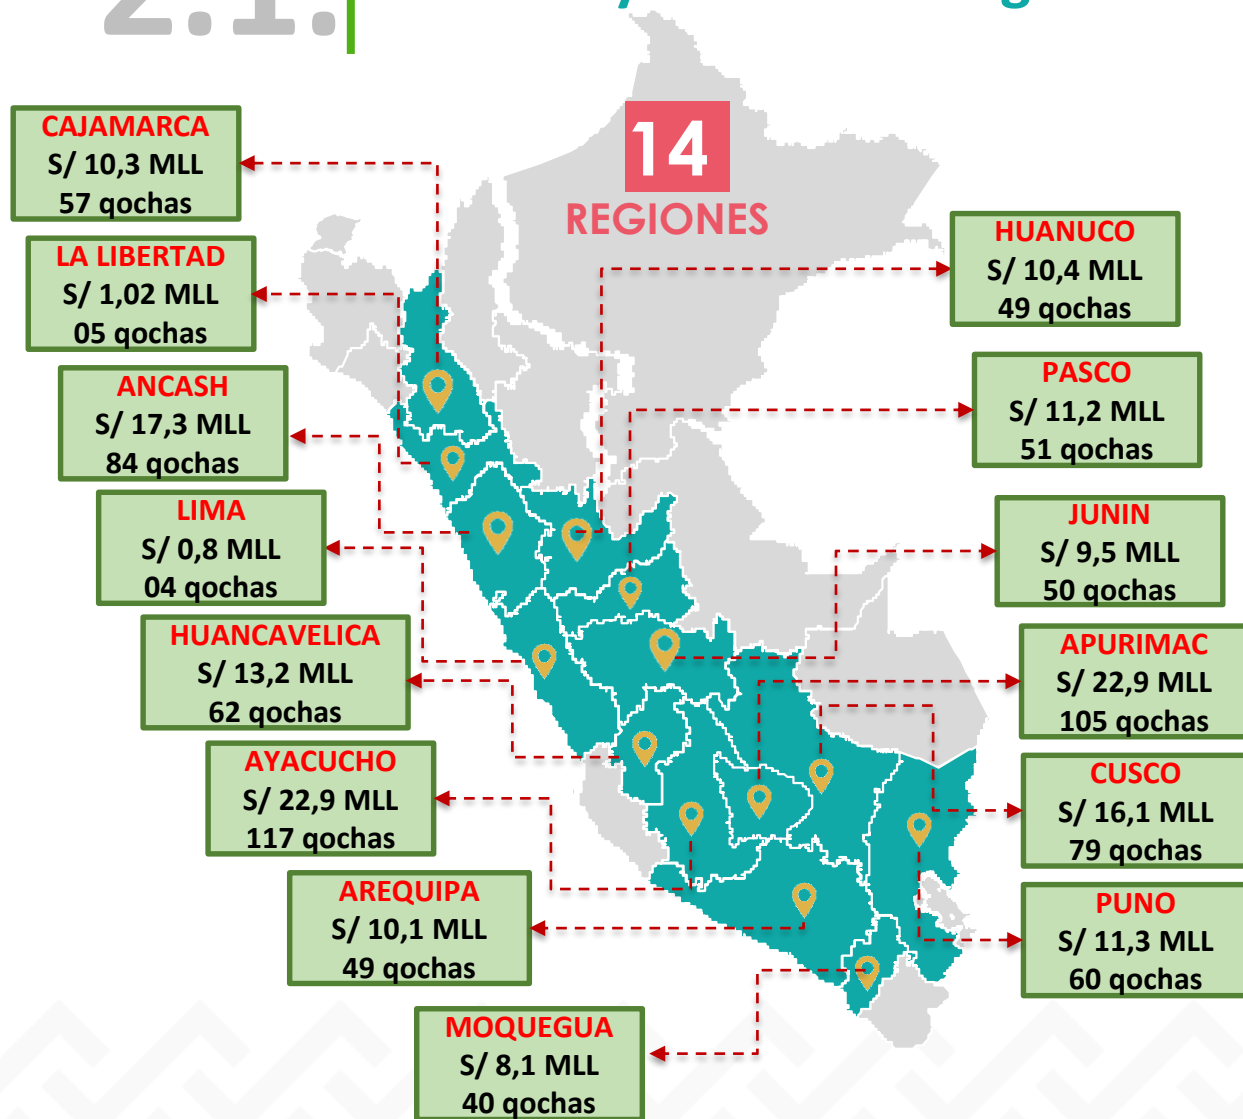 2.1.
14
REGIONES
CAJAMARCA
S/ 10,3 MLL
57 qochas
LA LIBERTAD
S/ 1,02 MLL
05 qochas
ANCASH
S/ 17,3 MLL
84 qochas
LIMA
S/ 0,8 MLL
04 qochas
HUANCAVELICA
S/ 13,2 MLL
62 qochas
AYACUCHO
S/ 22,9 MLL
117 qochas
AREQUIPA
S/ 10,1 MLL
49 qochas
MOQUEGUA
S/ 8,1 MLL
40 qochas
HUANUCO
S/ 10,4 MLL
49 qochas
PASCO
S/ 11,2 MLL
51 qochas
JUNIN
S/ 9,5 MLL
50 qochas
APURIMAC
S/ 22,9 MLL
105 qochas
CUSCO
S/ 16,1 MLL
79 qochas
PUNO
S/ 11,3 MLL
60 qochas